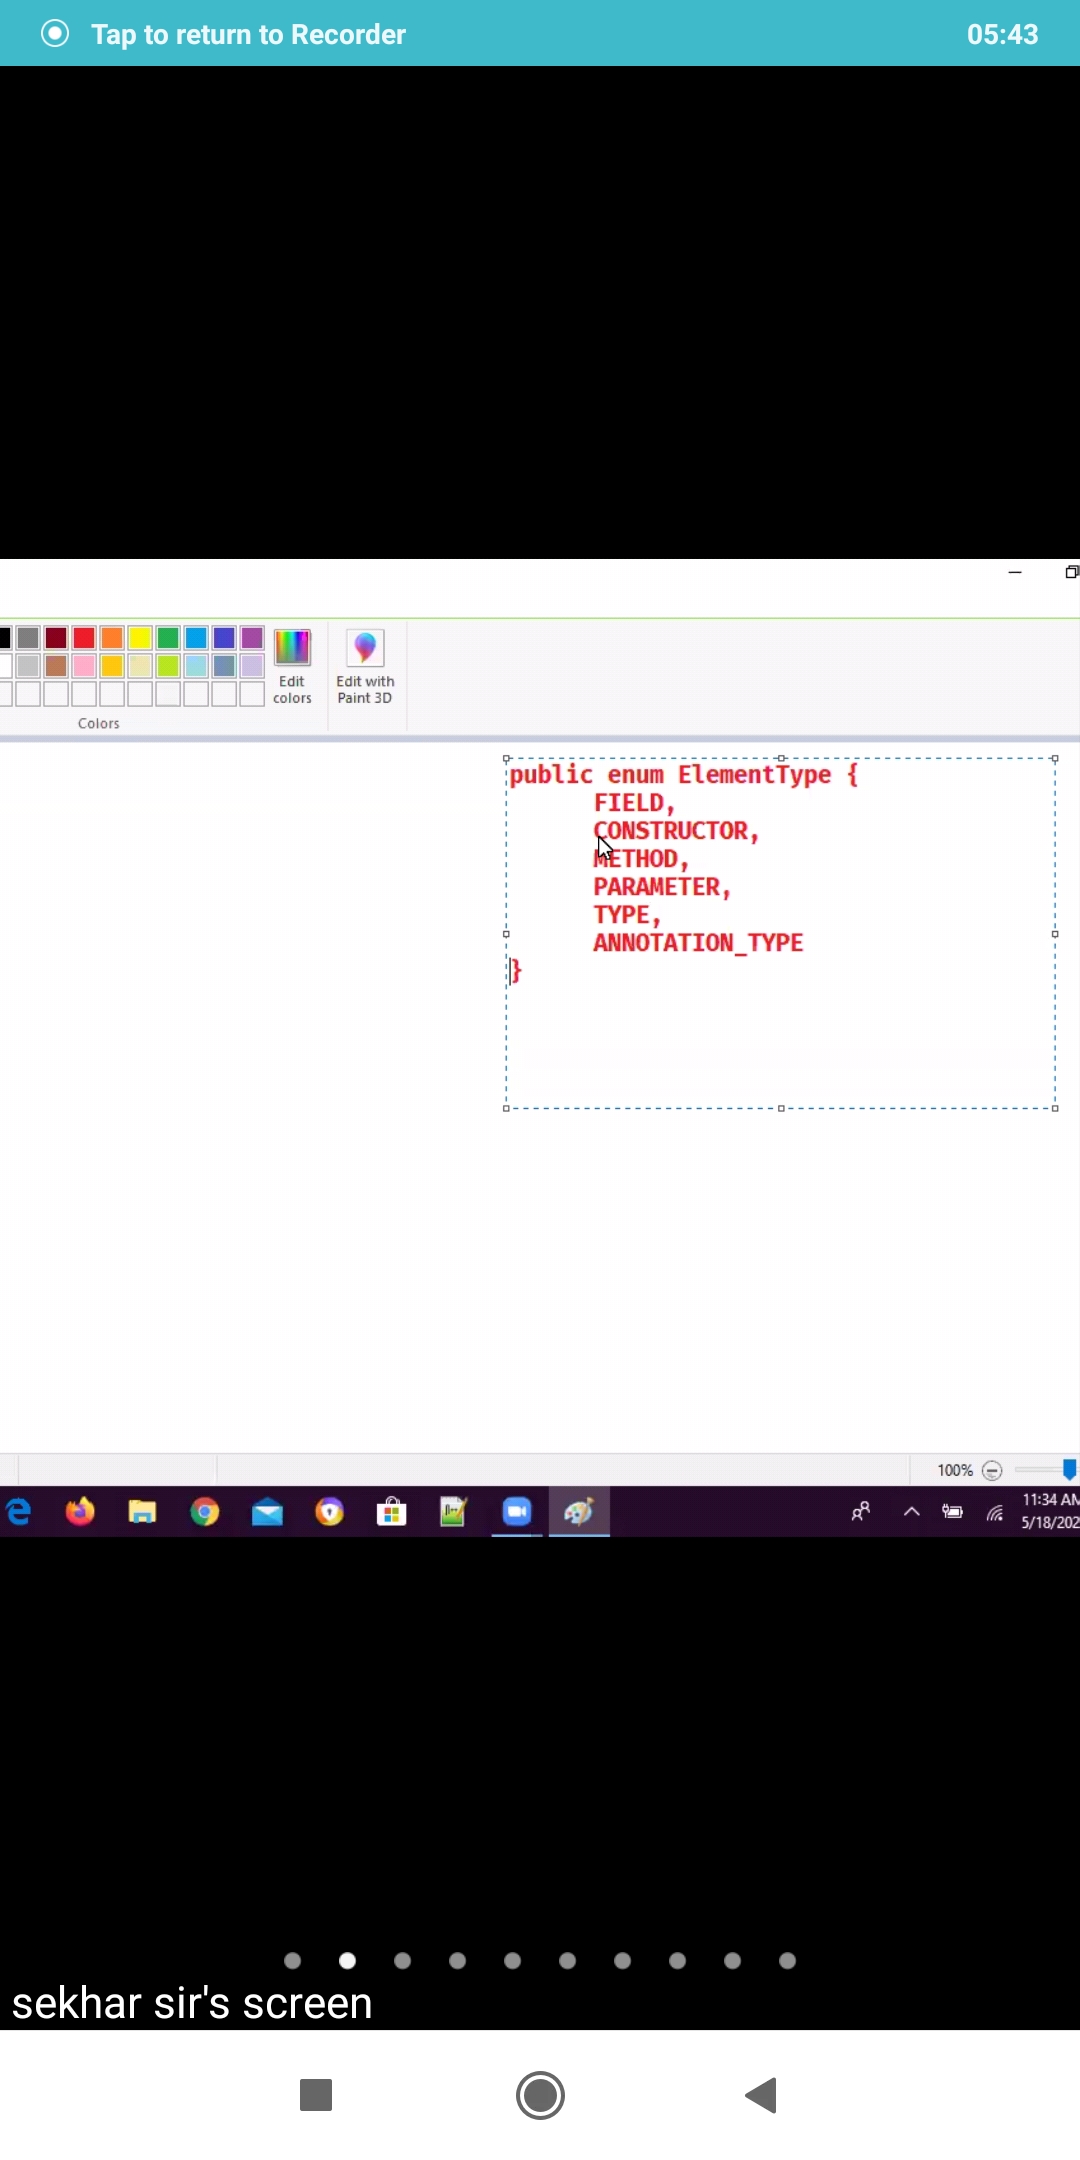 Tap to return to Recorder 05:43
Edit colors
Edit with Paint 3D
Colors
public enum ElementType {
FIELD,
CONSTRUCTOR,
METHOD,
PARAMETER,
TYPE,
ANNOTATION_TYPE
}
100%
11:34 AM
5/18/202
sekhar sir's screen